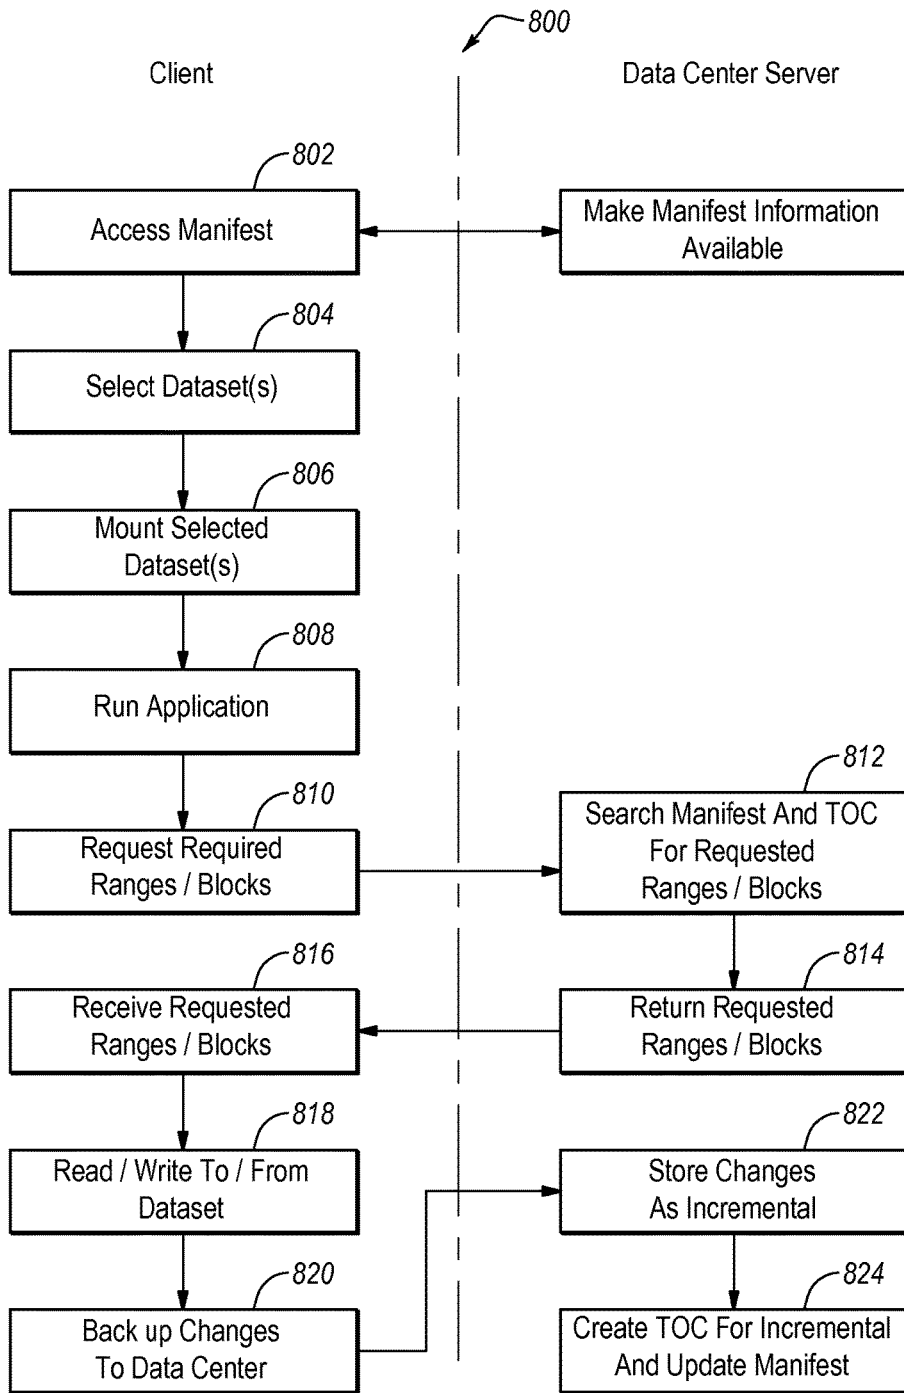 800
Client
Data Center Server
802
Access Manifest
Make Manifest Information
Available
804
Select Dataset(s)
806
Mount Selected
Dataset(s)
808
Run Application
810
Request Required
Ranges / Blocks
812
Search Manifest And TOC
For Requested
Ranges / Blocks
814
Return Requested
Ranges / Blocks
816
Receive Requested
Ranges / Blocks
818
Read / Write To / From
Dataset
820
Back up Changes
To Data Center
822
Store Changes
As Incremental
824
Create TOC For Incremental
And Update Manifest